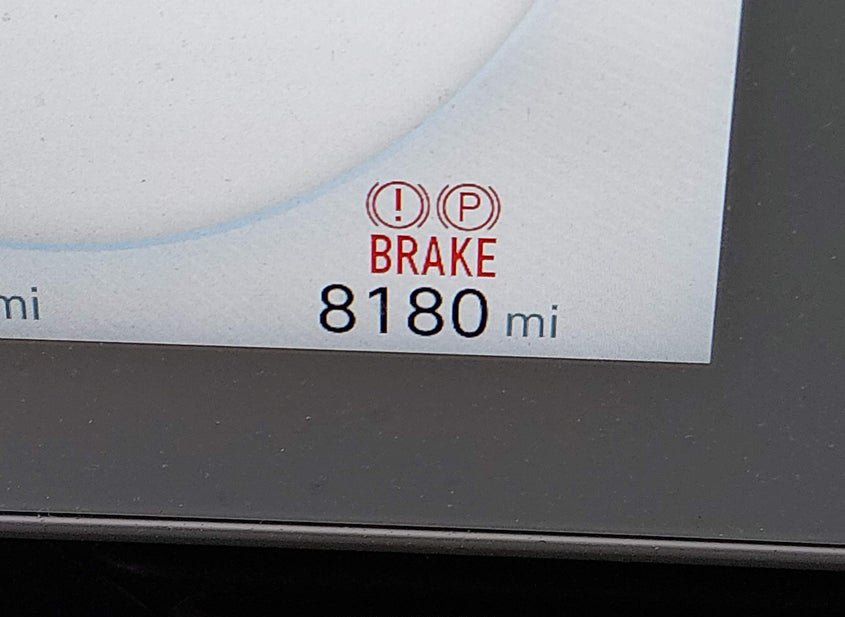 (!) (P)
BRAKE
8180 mi
mi